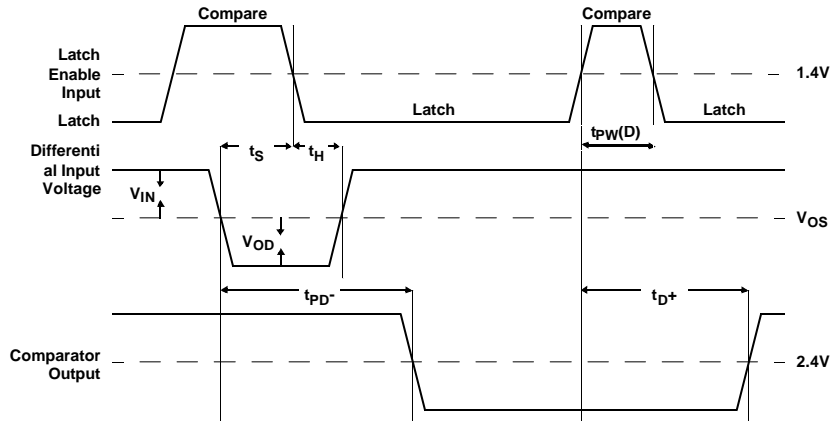 Compare
Compare
Latch
Enable
Input
1.4V
Latch
Latch
Latch
tPW(D)
Differenti
al Input
Voltage
tS
tH
VIN
VOS
VOD
tPD-
tD+
Comparator
Output
2.4V